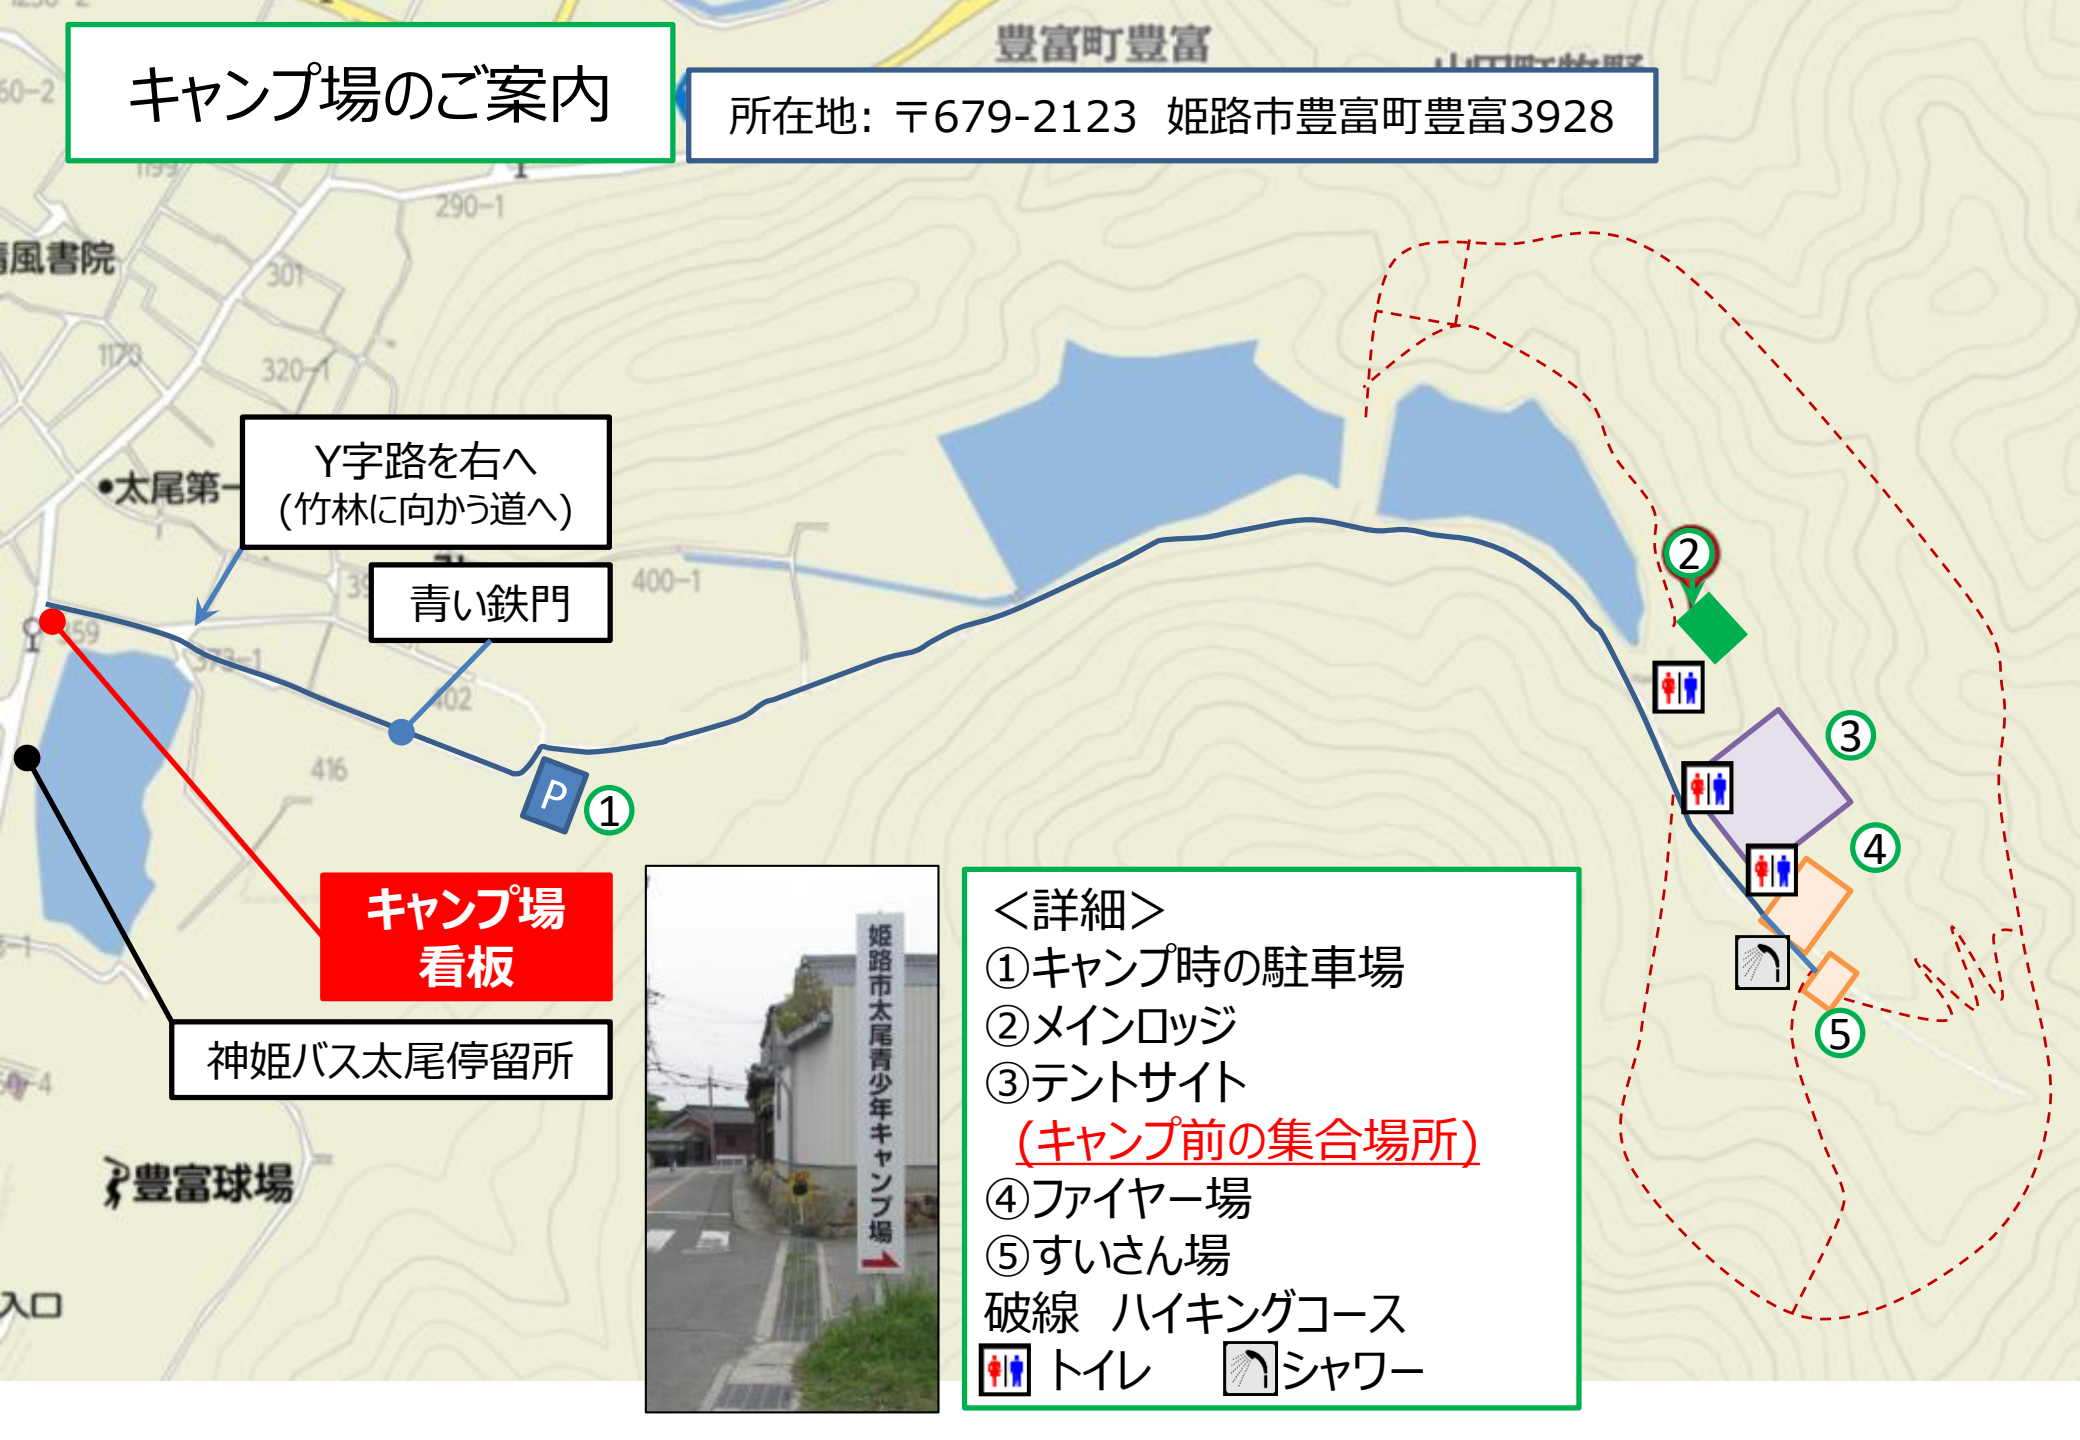 豊富町豊富
キャンプ場のご案内
所在地: 〒679-2123 姫路市豊富町豊富3928
1199
290-1
風書院
301
1170
320-1
Y字路を右へ
(竹林に向かう道へ)
●太尾第一
青い鉄門
400-1
359
373-1
402
416
P
①
②
③
④
⑤
キャンプ場
看板
神姫バス太尾停留所
豊富球場
入口
姫路市太尾青少年キャンプ場
<詳細>
①キャンプ時の駐車場
②メインロッジ
③テントサイト
(キャンプ前の集合場所)
④ファイヤー場
⑤すいさん場
破線 ハイキングコース
トイレ シャワー